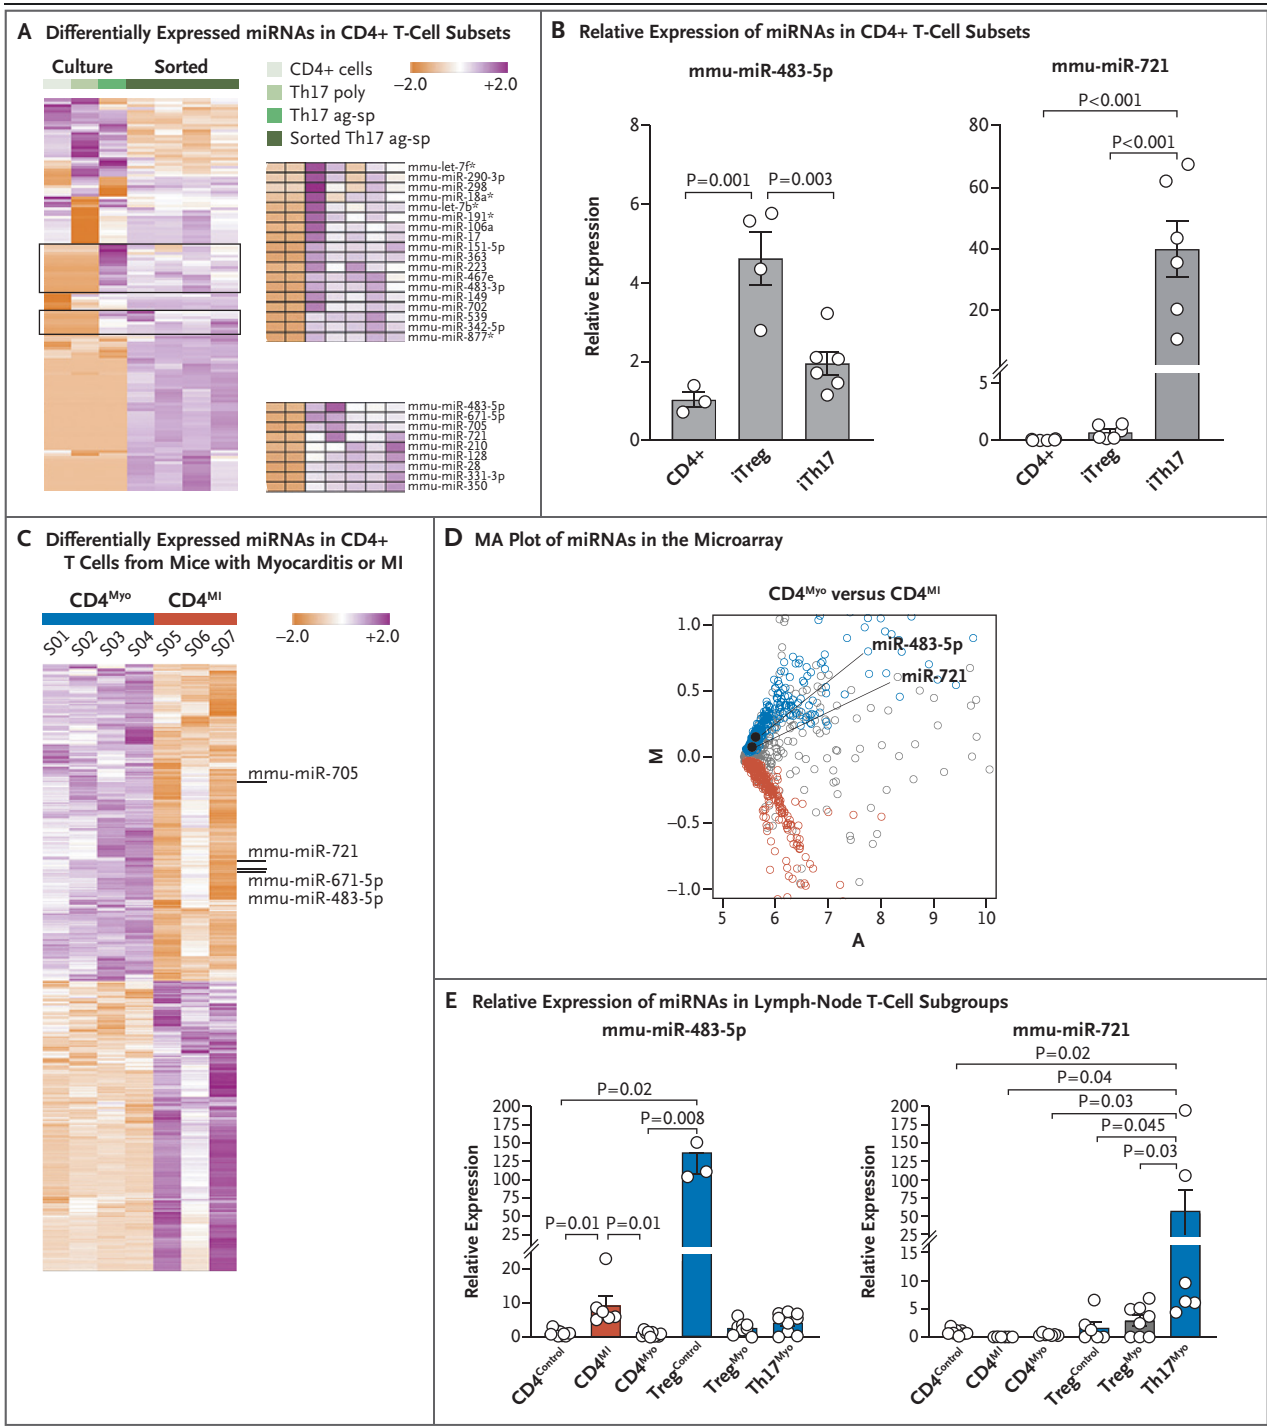 A Differentially Expressed miRNAs in CD4+ T-Cell Subsets
Culture Sorted
CD4+ cells
Th17 poly
Th17 ag-sp
Sorted Th17 ag-sp
−2.0 +2.0
mmu-let-7f*
mmu-miR-290-3p
mmu-miR-298
mmu-miR-18a*
mmu-let-7b*
mmu-miR-191*
mmu-miR-106a
mmu-miR-17
mmu-miR-151-5p
mmu-miR-363
mmu-miR-223
mmu-miR-467e
mmu-miR-483-3p
mmu-miR-149
mmu-miR-702
mmu-miR-539
mmu-miR-342-5p
mmu-miR-877*
mmu-miR-483-5p
mmu-miR-671-5p
mmu-miR-705
mmu-miR-721
mmu-miR-210
mmu-miR-128
mmu-miR-28
mmu-miR-331-3p
mmu-miR-350
B Relative Expression of miRNAs in CD4+ T-Cell Subsets
mmu-miR-483-5p
Relative Expression
8
6
4
2
0
P=0.001 P=0.003
CD4+ iTreg iTh17
mmu-miR-721
80
60
40
20
5
0
P<0.001
P<0.001
CD4+ iTreg iTh17
C Differentially Expressed miRNAs in CD4+
T Cells from Mice with Myocarditis or MI
CD4Myo CD4MI
−2.0 +2.0
S01 S02 S03 S04 S05 S06 S07
mmu-miR-705
mmu-miR-721
mmu-miR-671-5p
mmu-miR-483-5p
D MA Plot of miRNAs in the Microarray
CD4Myo versus CD4MI
M
1.0
0.5
0.0
−0.5
−1.0
miR-483-5p
miR-721
5 6 7 8 9 10
A
E Relative Expression of miRNAs in Lymph-Node T-Cell Subgroups
mmu-miR-483-5p
Relative Expression
200
175
150
125
100
75
50
25
20
10
0
P=0.02
P=0.008
P=0.01 P=0.01
CD4Control CD4MI CD4Myo TregControl TregMyo Th17Myo
mmu-miR-721
Relative Expression
200
175
150
125
100
75
50
25
15
10
5
0
P=0.02
P=0.04
P=0.03
P=0.045
P=0.03
CD4Control CD4MI CD4Myo TregControl TregMyo Th17Myo